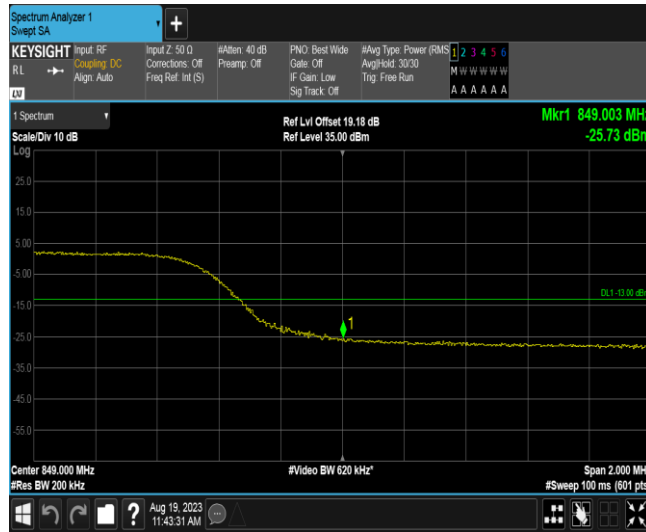 Spectrum Analyzer 1
Swept SA
+
KEYSIGHT
RL
LXI
Input: RF
Coupling: DC
Align: Auto
Input Z: 50 Ω
Corrections: Off
Freq Ref: Int (S)
#Atten: 40 dB
Preamp: Off
PNO: Best Wide
Gate: Off
IF Gain: Low
Sig Track: Off
#Avg Type: Power (RMS
Avg|Hold: 30/30
Trig: Free Run
1 2 3 4 5 6
M W W W W W
A A A A A A
1 Spectrum
Scale/Div 10 dB
Log
Ref Lvl Offset 19.18 dB
Ref Level 35.00 dBm
Mkr1 849.003 MHz
-25.73 dBm
25.0
15.0
5.00
-5.00
-15.0
-25.0
-35.0
-45.0
-55.0
DL1 -13.00 dBm
1
Center 849.000 MHz
#Res BW 200 kHz
#Video BW 620 kHz*
Span 2.000 MHz
#Sweep 100 ms (601 pts
?
Aug 19, 2023
11:43:31 AM